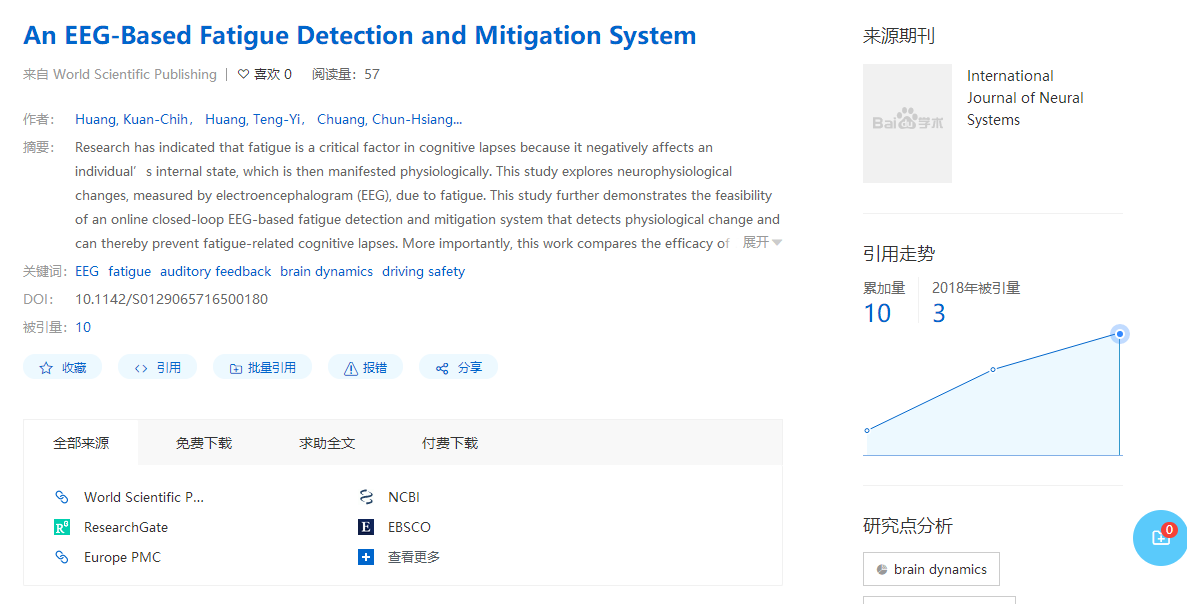 An EEG-Based Fatigue Detection and Mitigation System
来自 World Scientific Publishing | 喜欢 0 阅读量: 57
作者: Huang, Kuan-Chih, Huang, Teng-Yi, Chuang, Chun-Hsiang...
摘要: Research has indicated that fatigue is a critical factor in cognitive lapses because it negatively affects an
individual's internal state, which is then manifested physiologically. This study explores neurophysiological
changes, measured by electroencephalogram (EEG), due to fatigue. This study further demonstrates the feasibility
of an online closed-loop EEG-based fatigue detection and mitigation system that detects physiological change and
can thereby prevent fatigue-related cognitive lapses. More importantly, this work compares the efficacy of 展开
关键词: EEG fatigue auditory feedback brain dynamics driving safety
DOI: 10.1142/S0129065716500180
被引量: 10
收藏 引用 批量引用 报错 分享
全部来源 免费下载 求助全文 付费下载
World Scientific P... NCBI
ResearchGate EBSCO
Europe PMC 查看更多
来源期刊
Bai du 学术
International
Journal of Neural
Systems
引用走势
累加量 2018年被引量
10 3
研究点分析
brain dynamics
0